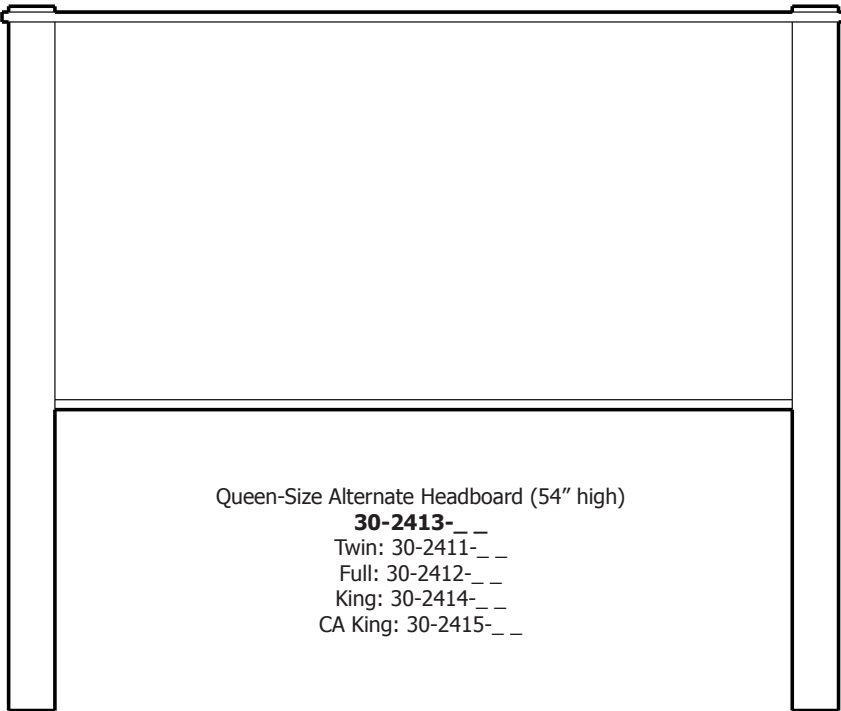 Queen-Size Alternate Headboard (54” high)
30-2413-_ _
Twin: 30-2411-_ _
Full: 30-2412-_ _
King: 30-2414-_ _
CA King: 30-2415-_ _